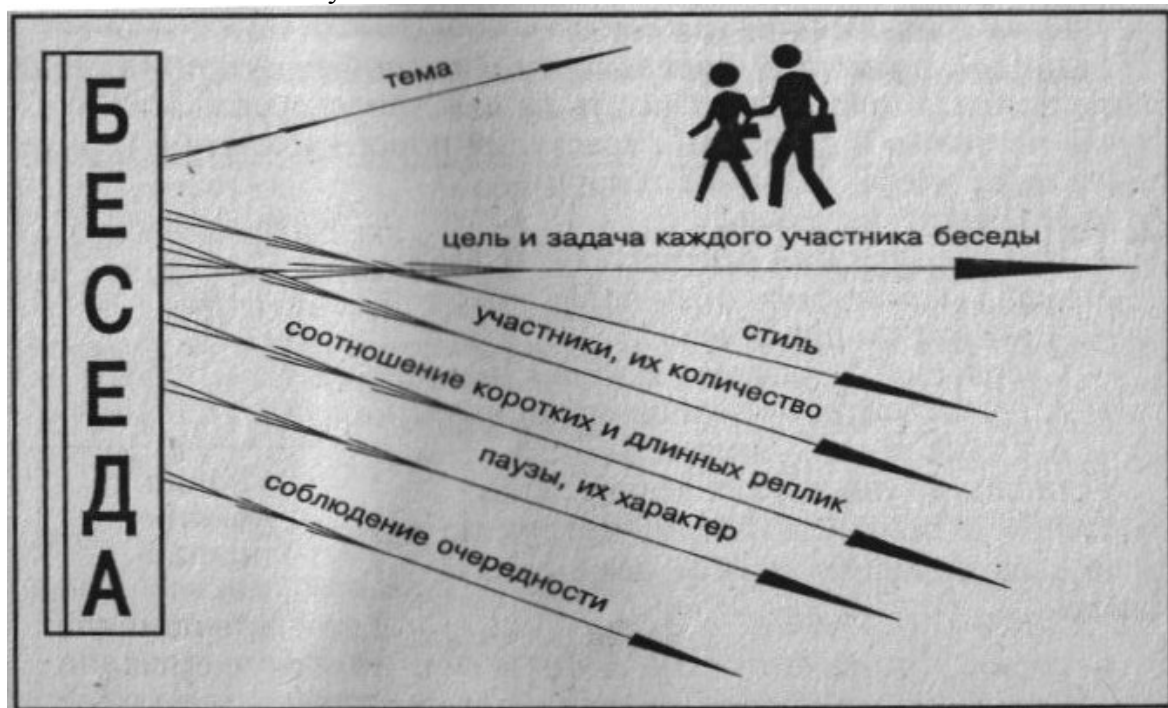 БЕСЕДА
тема
цель и задача каждого участника беседы
стиль
участники, их количество
соотношение коротких и длинных реплик
паузы, их характер
соблюдение очередности